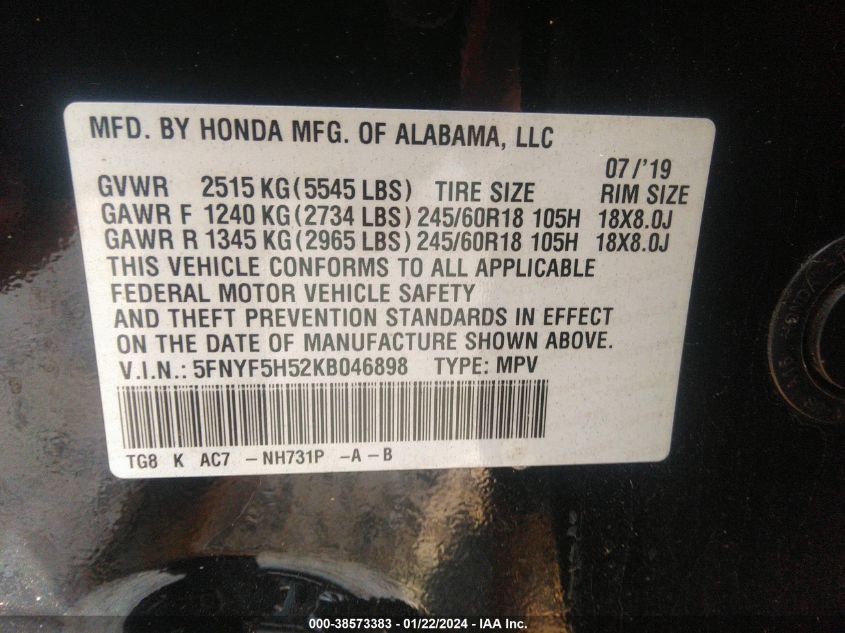 MFD. BY HONDA MFG. OF ALABAMA, LLC
07/'19
GVWR 2515 KG (5545 LBS) TIRE SIZE RIM SIZE
GAWR F 1240 KG (2734 LBS) 245/60R18 105H 18X8.0J
GAWR R 1345 KG (2965 LBS) 245/60R18 105H 18X8.0J
THIS VEHICLE CONFORMS TO ALL APPLICABLE
FEDERAL MOTOR VEHICLE SAFETY
AND THEFT PREVENTION STANDARDS IN EFFECT
ON THE DATE OF MANUFACTURE SHOWN ABOVE.
V.I.N.: 5FNYF5H52KB046898 TYPE: MPV
TG8 K AC7 - NH731P - A - B
HONDA
000-38573383 - 01/22/2024 - IAA Inc.